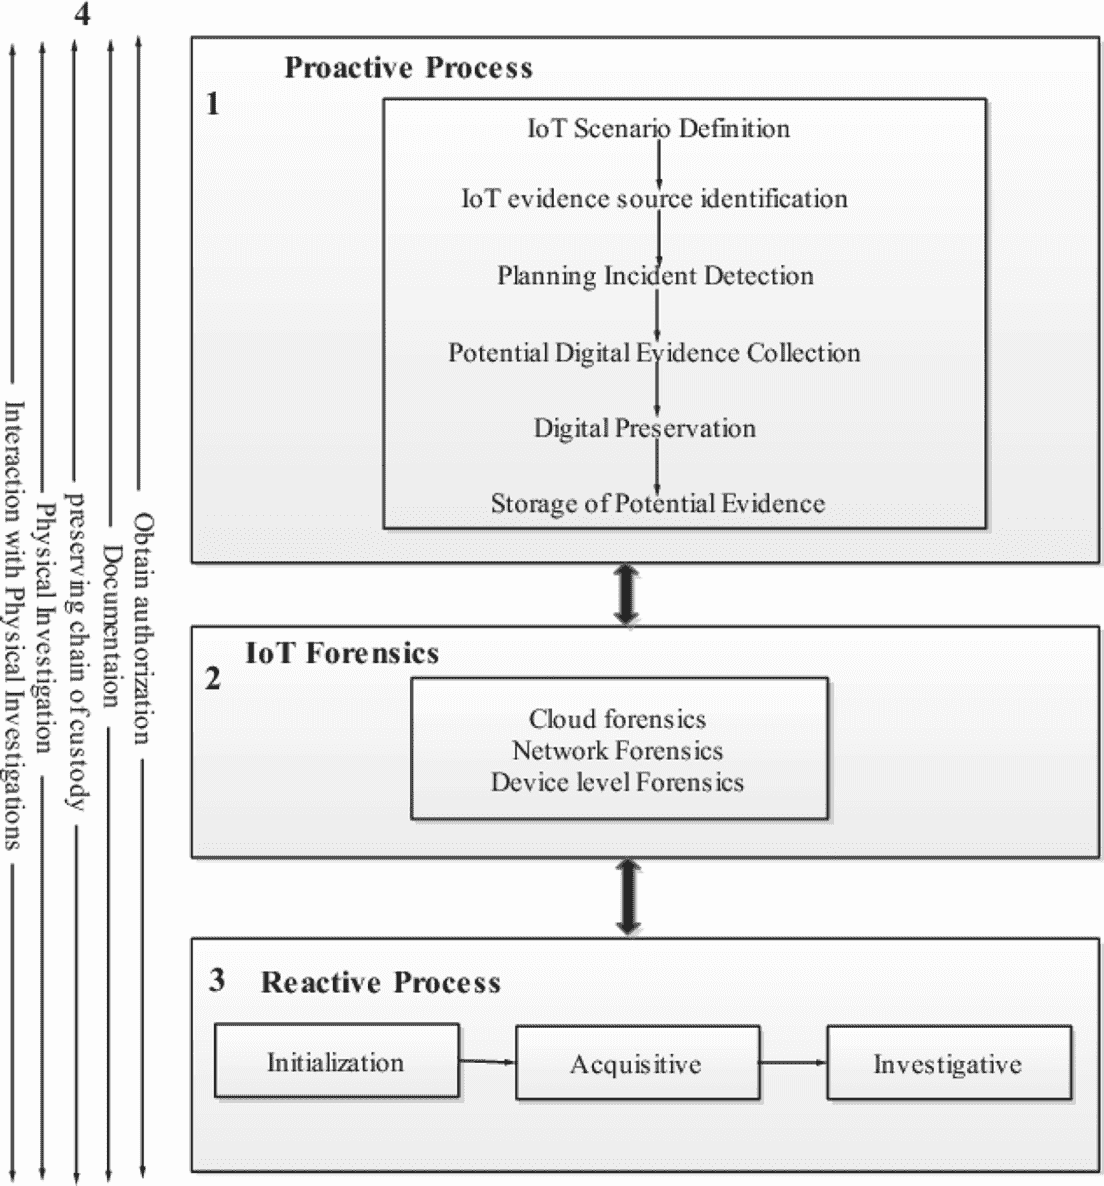 4
Interaction with Physical Investigations
Physical Investigation
preserving chain of custody
Documentaion
Obtain authorization
Proactive Process
1
IoT Scenario Definition
IoT evidence source identification
Planning Incident Detection
Potential Digital Evidence Collection
Digital Preservation
Storage of Potential Evidence
IoT Forensics
2
Cloud forensics
Network Forensics
Device level Forensics
3 Reactive Process
Initialization
Acquisitive
Investigative